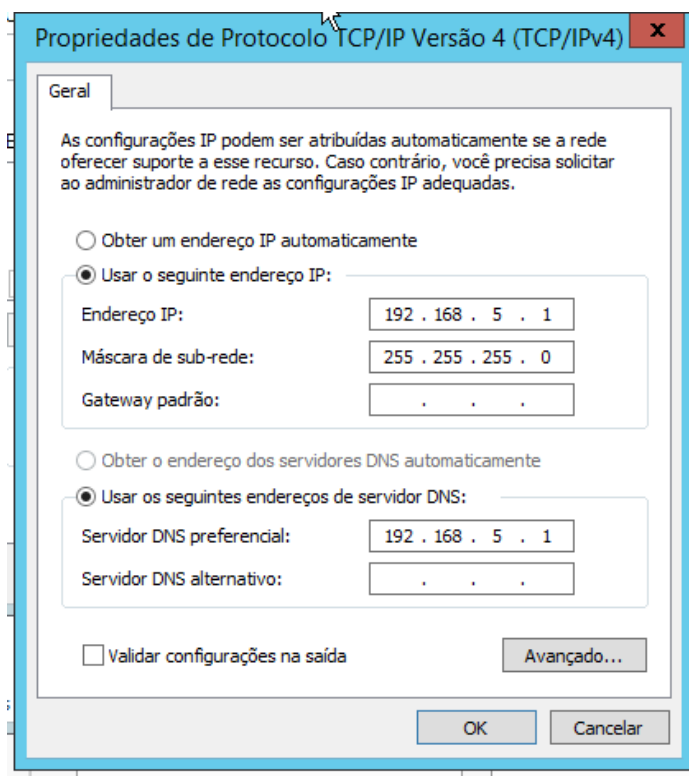 Propriedades de Protocolo TCP/IP Versão 4 (TCP/IPv4)
x
Geral
As configurações IP podem ser atribuídas automaticamente se a rede
oferecer suporte a esse recurso. Caso contrário, você precisa solicitar
ao administrador de rede as configurações IP adequadas.
Obter um endereço IP automaticamente
Usar o seguinte endereço IP:
Endereço IP: 192 . 168 . 5 . 1
Máscara de sub-rede: 255 . 255 . 255 . 0
Gateway padrão: . . .
Obter o endereço dos servidores DNS automaticamente
Usar os seguintes endereços de servidor DNS:
Servidor DNS preferencial: 192 . 168 . 5 . 1
Servidor DNS alternativo: . . .
Validar configurações na saída
Avançado...
OK Cancelar